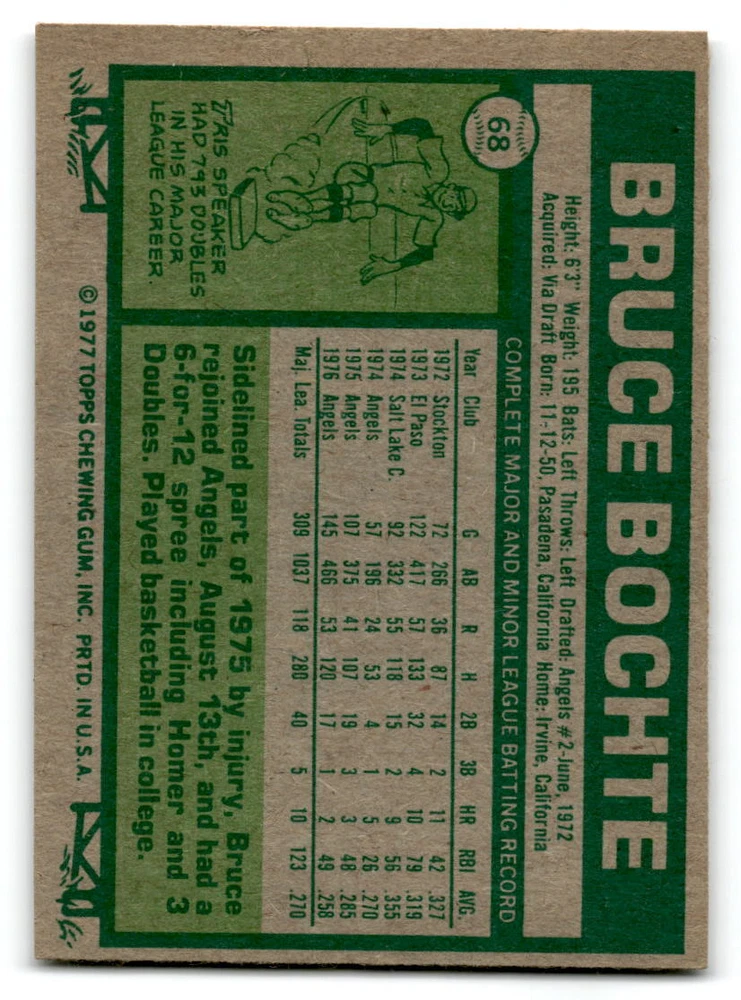 68
BRUCE BOCHTE
Height: 6'3" Weight: 195 Bats: Left Throws: Left Drafted: Angels #2-June, 1972
Acquired: Via Draft Born: 11-12-50, Pasadena, California Home: Irvine, California
COMPLETE MAJOR AND MINOR LEAGUE BATTING RECORD
Year Club G AB R H 2B 3B HR RBI AVG.
1972 Stockton 72 266 36 87 14 2 11 42 .327
1973 El Paso 122 417 57 133 32 4 10 79 .319
1974 Salt Lake C. 92 332 55 118 15 2 9 56 .355
1974 Angels 57 196 24 53 4 1 5 26 .270
1975 Angels 107 375 41 107 19 3 3 48 .285
1976 Angels 145 466 53 120 17 1 2 49 .258
Maj. Lea. Totals 309 1037 118 280 40 5 10 123 .270
TRIS SPEAKER
HAD 793 DOUBLES
IN HIS MAJOR
LEAGUE CAREER.
Sidelined part of 1975 by injury, Bruce
rejoined Angels, August 13th, and had a
6-for-12 spree including Homer and 3
Doubles. Played basketball in college.
© 1977 TOPPS CHEWING GUM, INC. PRTD. IN U.S.A.